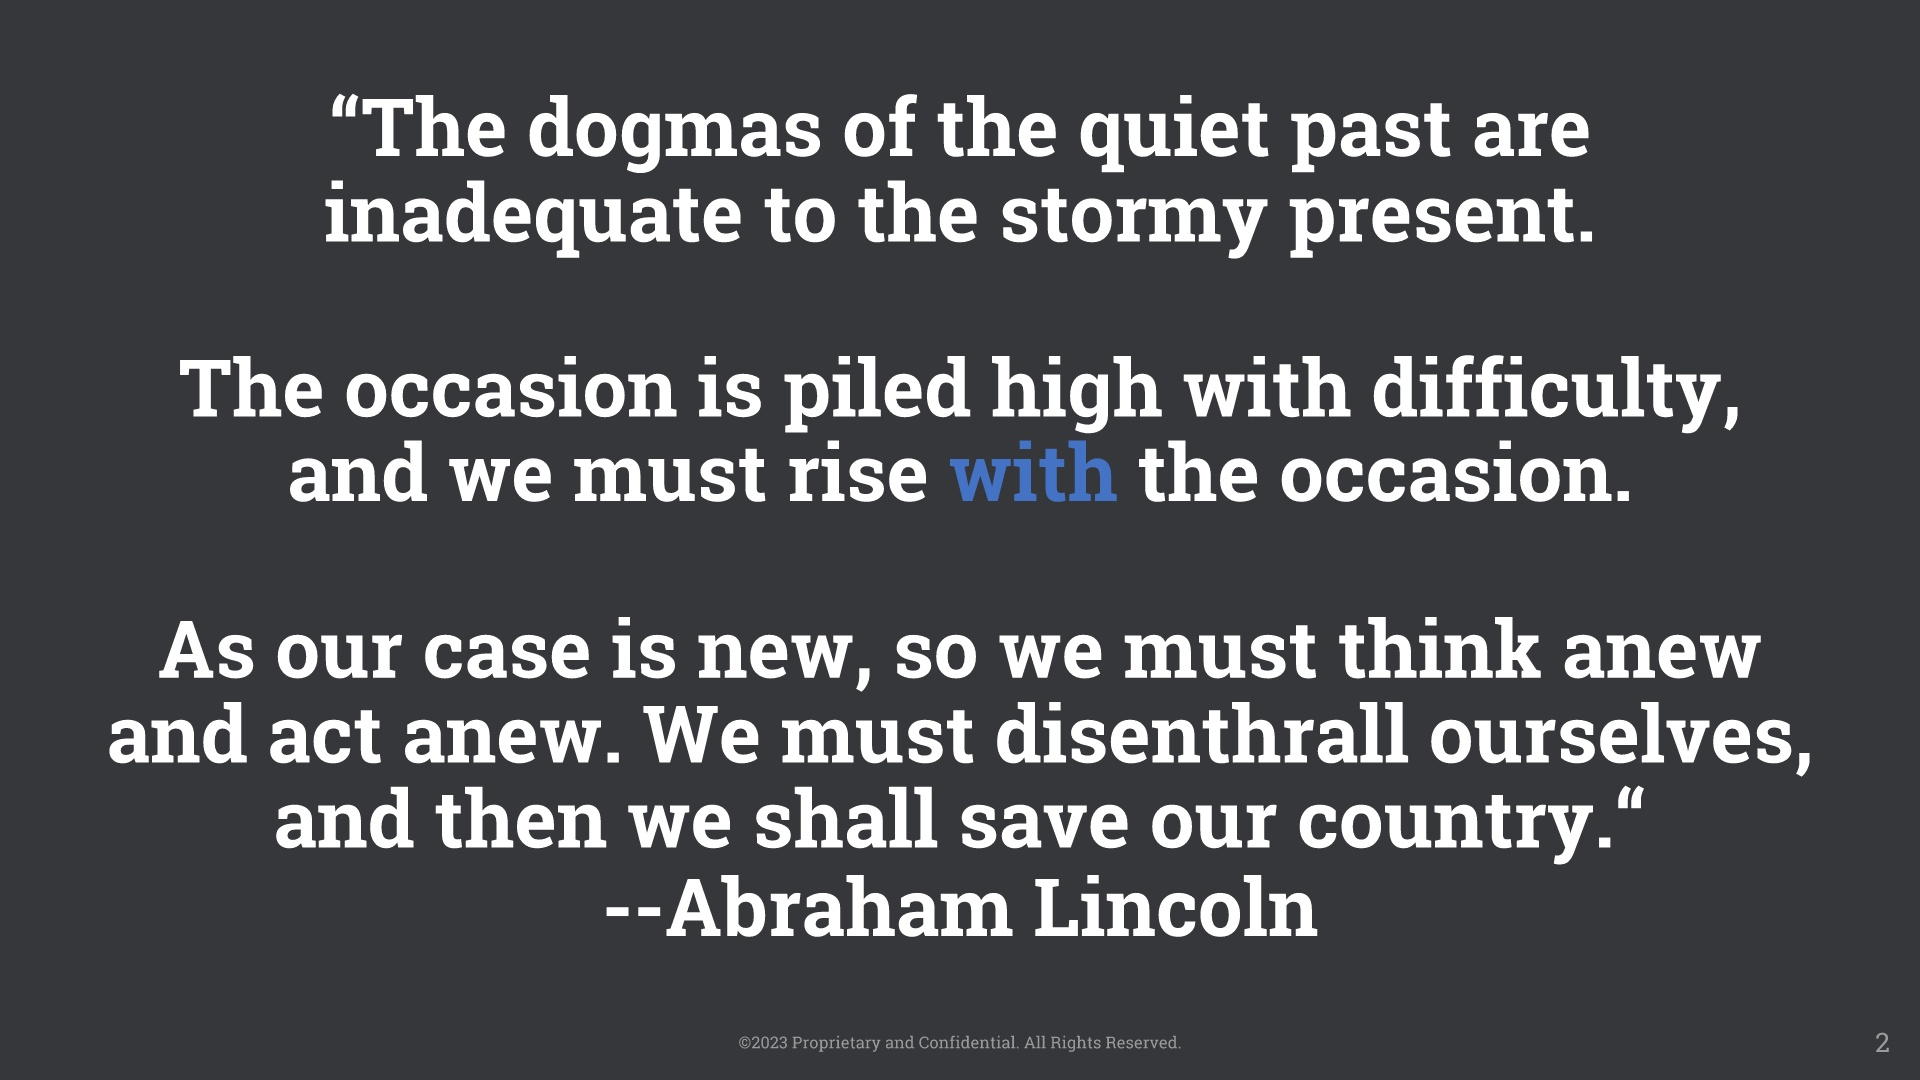 “The dogmas of the quiet past are
inadequate to the stormy present.
The occasion is piled high with difficulty,
and we must rise with the occasion.
As our case is new, so we must think anew
and act anew. We must disenthrall ourselves,
and then we shall save our country.“
--Abraham Lincoln
©2023 Proprietary and Confidential. All Rights Reserved.
2